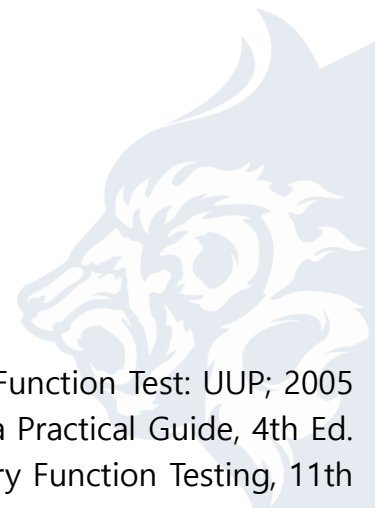 Function Test: UUP; 2005
a Practical Guide, 4th Ed.
ry Function Testing, 11th